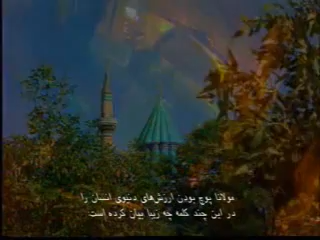 مولانا پوچ بودن ارزش‌های دنیوی انسان را
در این چند کلمه چه زیبا بیان کرده است